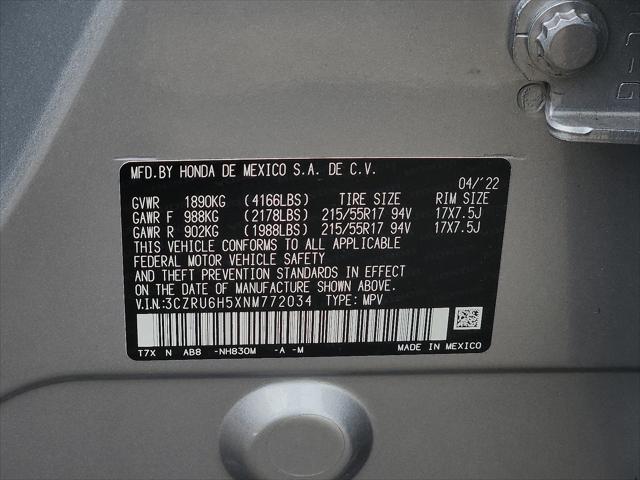 MFD.BY HONDA DE MEXICO S.A. DE C.V.
04/'22
GVWR 1890KG (4166LBS) TIRE SIZE RIM SIZE
GAWR F 988KG (2178LBS) 215/55R17 94V 17X7.5J
GAWR R 902KG (1988LBS) 215/55R17 94V 17X7.5J
THIS VEHICLE CONFORMS TO ALL APPLICABLE
FEDERAL MOTOR VEHICLE SAFETY
AND THEFT PREVENTION STANDARDS IN EFFECT
ON THE DATE OF MANUFACTURE SHOWN ABOVE.
V.I.N:3CZRU6H5XNM772034 TYPE: MPV
T7X N AB8 -NH830M -A -M MADE IN MEXICO